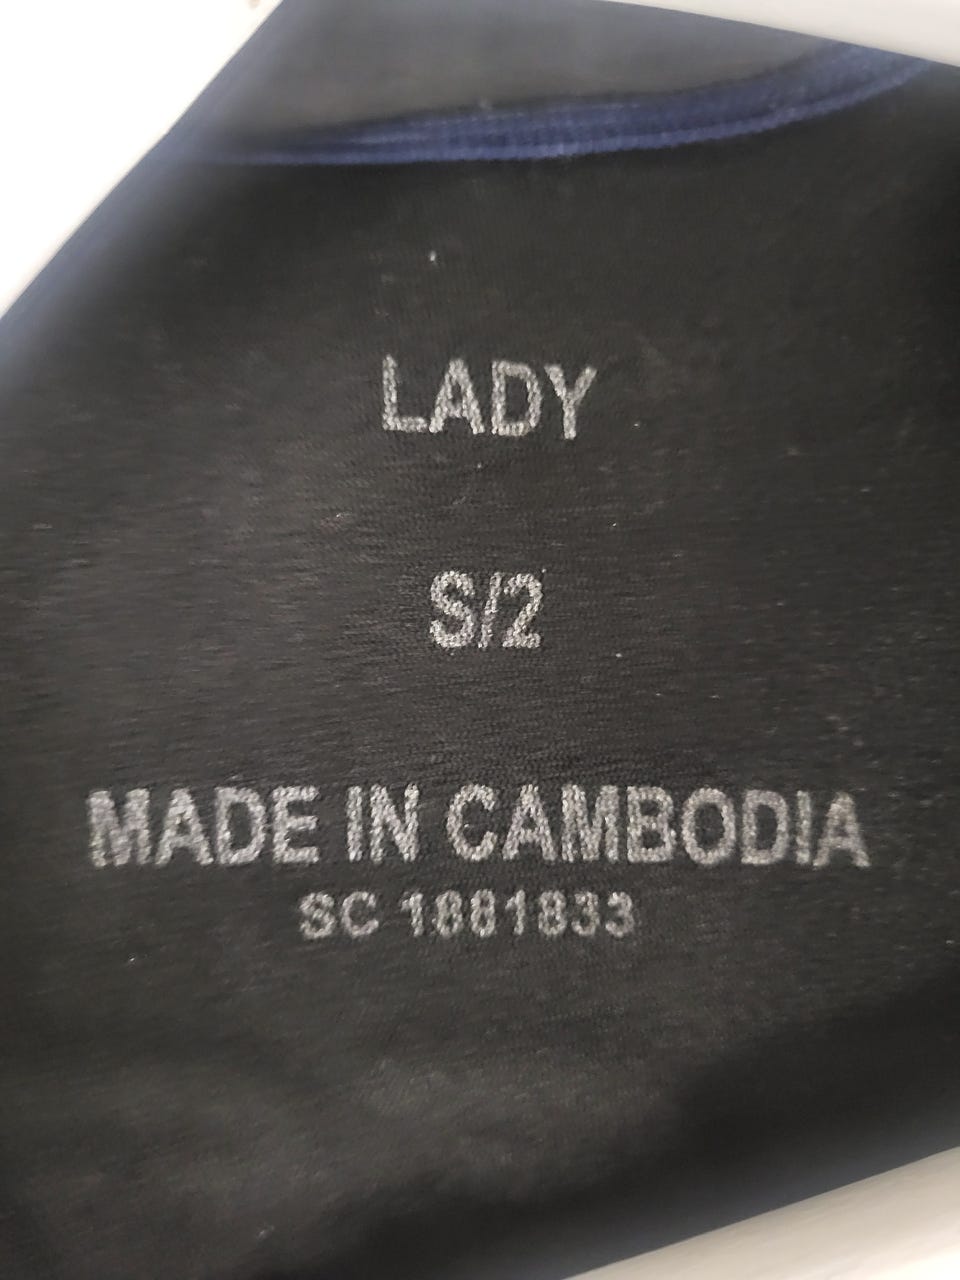 LADY
S/2
MADE IN CAMBODIA
SC 1881833